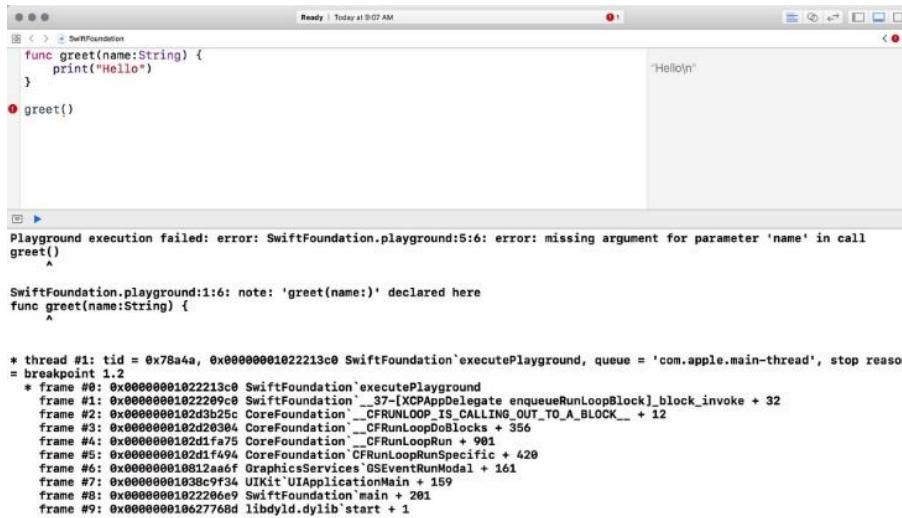 Ready | Today at 9:07 AM
1
SwiftFoundation
func greet(name:String) {
print("Hello")
}
"Hello\n"
greet()
Playground execution failed: error: SwiftFoundation.playground:5:6: error: missing argument for parameter 'name' in call
greet()
^
SwiftFoundation.playground:1:6: note: 'greet(name:)' declared here
func greet(name:String) {
^
* thread #1: tid = 0x78a4a, 0x00000001022213c0 SwiftFoundation`executePlayground, queue = 'com.apple.main-thread', stop reaso
= breakpoint 1.2
* frame #0: 0x00000001022213c0 SwiftFoundation`executePlayground
frame #1: 0x00000001022209c0 SwiftFoundation`__37-[XCPAppDelegate enqueueRunLoopBlock]_block_invoke + 32
frame #2: 0x0000000102d3b25c CoreFoundation`__CFRUNLOOP_IS_CALLING_OUT_TO_A_BLOCK__ + 12
frame #3: 0x0000000102d20304 CoreFoundation`__CFRunLoopDoBlocks + 356
frame #4: 0x0000000102d1fa75 CoreFoundation`__CFRunLoopRun + 901
frame #5: 0x0000000102d1f494 CoreFoundation`CFRunLoopRunSpecific + 420
frame #6: 0x000000010812aa6f GraphicsServices`GSEventRunModal + 161
frame #7: 0x00000001038c9f34 UIKit`UIApplicationMain + 159
frame #8: 0x00000001022206e9 SwiftFoundation`main + 201
frame #9: 0x000000010627768d libdyld.dylib`start + 1